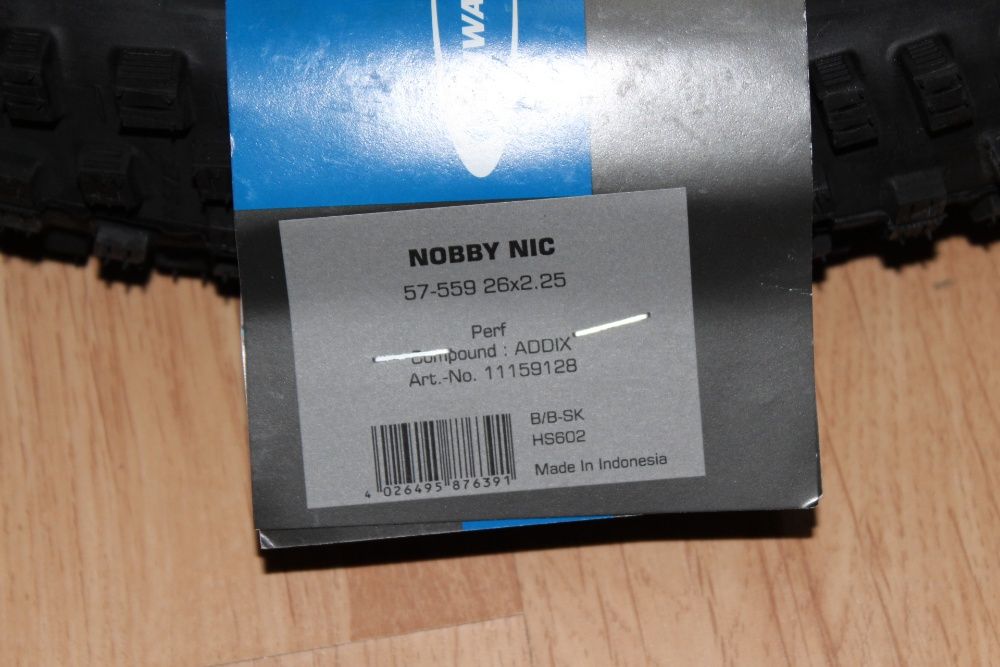 WA
NOBBY NIC
57-559 26x2.25
Perf
Compound : ADDIX
Art.-No. 11159128
B/B-SK
HS602
Made In Indonesia
4 026495 876391